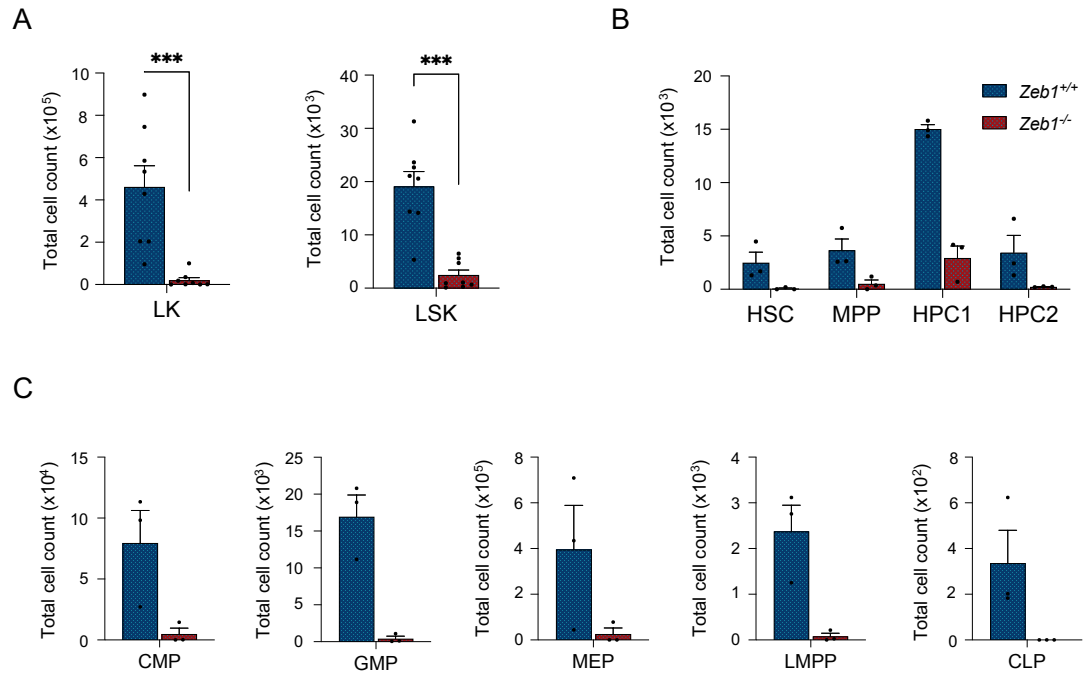 A
B
***
***
Total cell count (x10⁵)
10
8
6
4
2
0
LK
Total cell count (x10³)
40
30
20
10
0
LSK
Total cell count (x10³)
20
15
10
5
0
HSC MPP HPC1 HPC2
Zeb1⁺/⁺
Zeb1⁻/⁻
C
Total cell count (x10⁴)
15
10
5
0
CMP
Total cell count (x10³)
25
20
15
10
5
0
GMP
Total cell count (x10⁵)
8
6
4
2
0
MEP
Total cell count (x10³)
4
3
2
1
0
LMPP
Total cell count (x10²)
8
6
4
2
0
CLP